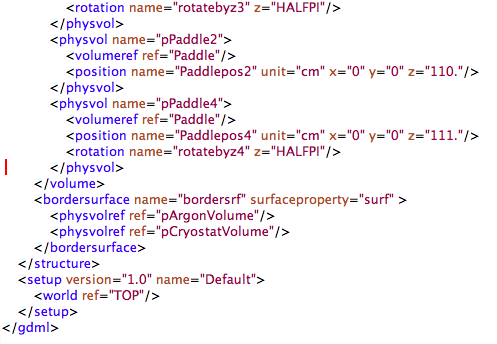 <rotation name="rotatebyz3" z="HALFPI"/>
</physvol>
<physvol name="pPaddle2">
<volumeref ref="Paddle"/>
<position name="Paddlepos2" unit="cm" x="0" y="0" z="110."/>
</physvol>
<physvol name="pPaddle4">
<volumeref ref="Paddle"/>
<position name="Paddlepos4" unit="cm" x="0" y="0" z="111."/>
<rotation name="rotatebyz4" z="HALFPI"/>
</physvol>
</volume>
<bordersurface name="bordersrf" surfaceproperty="surf" >
<physvolref ref="pArgonVolume"/>
<physvolref ref="pCryostatVolume"/>
</bordersurface>
</structure>
<setup version="1.0" name="Default">
<world ref="TOP"/>
</setup>
</gdml>